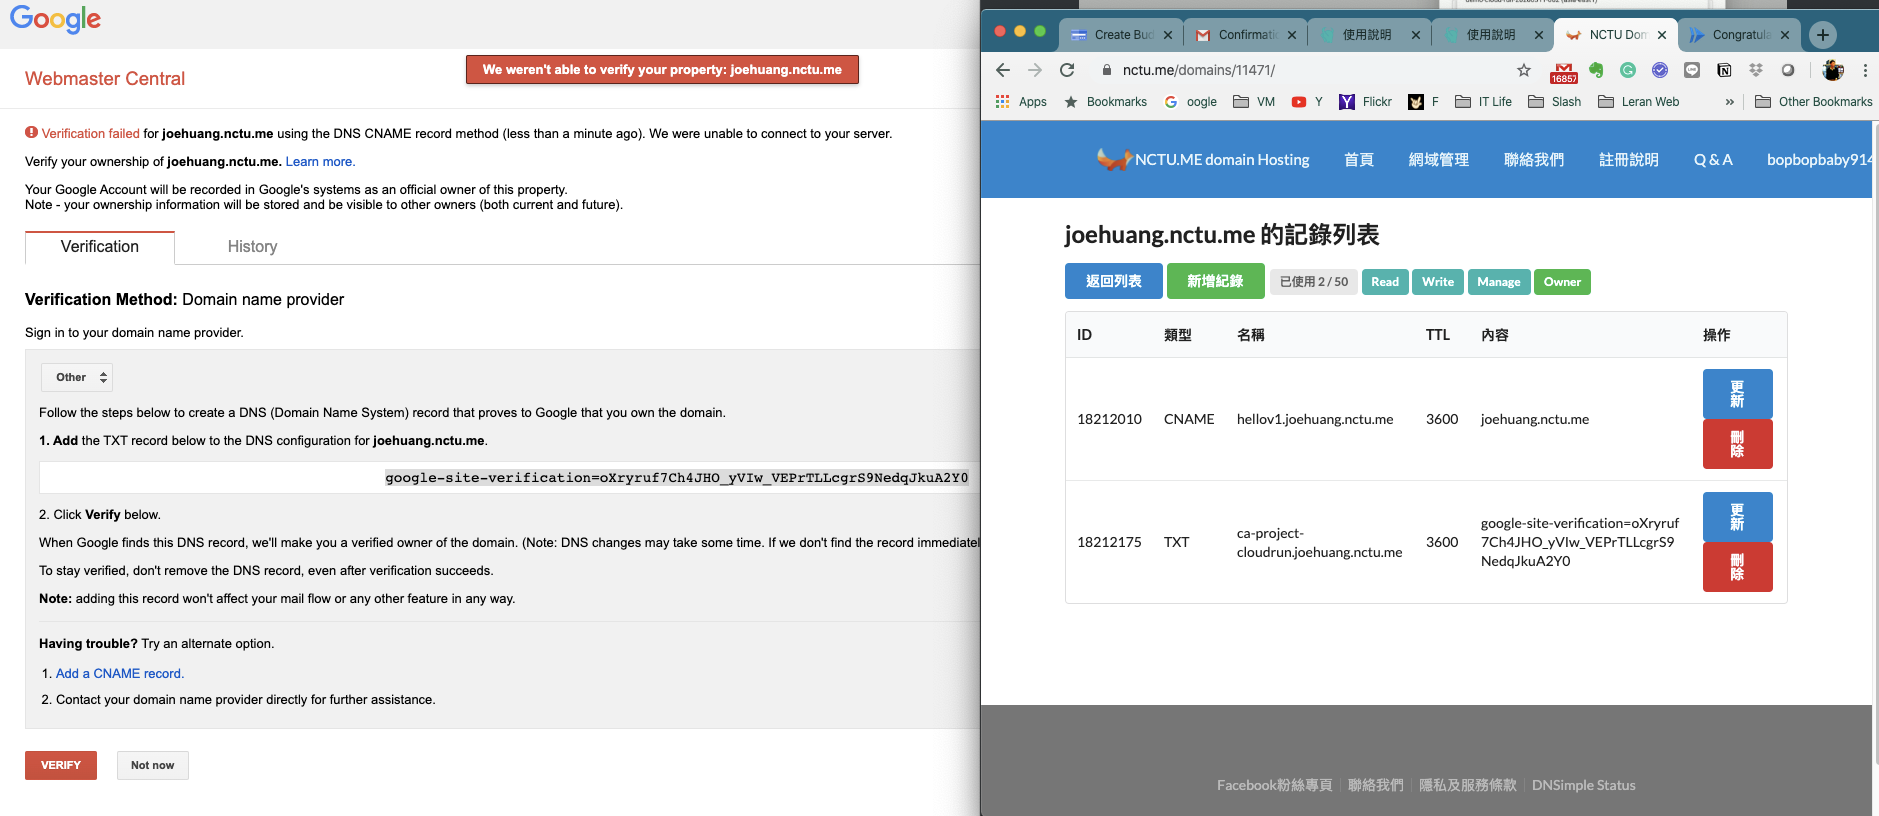 Google
Webmaster Central
We weren't able to verify your property: joehuang.nctu.me
Verification failed for joehuang.nctu.me using the DNS CNAME record method (less than a minute ago). We were unable to connect to your server.
Verify your ownership of joehuang.nctu.me. Learn more.
Your Google Account will be recorded in Google's systems as an official owner of this property.
Note - your ownership information will be stored and be visible to other owners (both current and future).
Verification
History
Verification Method: Domain name provider
Sign in to your domain name provider.
Other
Follow the steps below to create a DNS (Domain Name System) record that proves to Google that you own the domain.
1. Add the TXT record below to the DNS configuration for joehuang.nctu.me.
google-site-verification=oXryruf7Ch4JHO_yVIw_VEPrTLLcgrS9NedqJkuA2Y0
2. Click Verify below.
When Google finds this DNS record, we'll make you a verified owner of the domain. (Note: DNS changes may take some time. If we don't find the record immediatel
To stay verified, don't remove the DNS record, even after verification succeeds.
Note: adding this record won't affect your mail flow or any other feature in any way.
Having trouble? Try an alternate option.
1. Add a CNAME record.
2. Contact your domain name provider directly for further assistance.
VERIFY
Not now
Create Bud
Confirmatio
使用說明
使用說明
NCTU Dom
Congratula
nctu.me/domains/11471/
16857
Apps
Bookmarks
oogle
VM
Y
Flickr
F
IT Life
Slash
Leran Web
»
Other Bookmarks
NCTU.ME domain Hosting
首頁
網域管理
聯絡我們
註冊說明
Q & A
bopbopbaby914
joehuang.nctu.me 的記錄列表
返回列表
新增紀錄
已使用 2 / 50
Read
Write
Manage
Owner
ID 類型 名稱 TTL 內容 操作
18212010 CNAME hellov1.joehuang.nctu.me 3600 joehuang.nctu.me
更新
刪除
18212175 TXT ca-project-cloudrun.joehuang.nctu.me 3600 google-site-verification=oXryruf7Ch4JHO_yVIw_VEPrTLLcgrS9NedqJkuA2Y0
更新
刪除
Facebook粉絲專頁 聯絡我們 隱私及服務條款 DNSimple Status